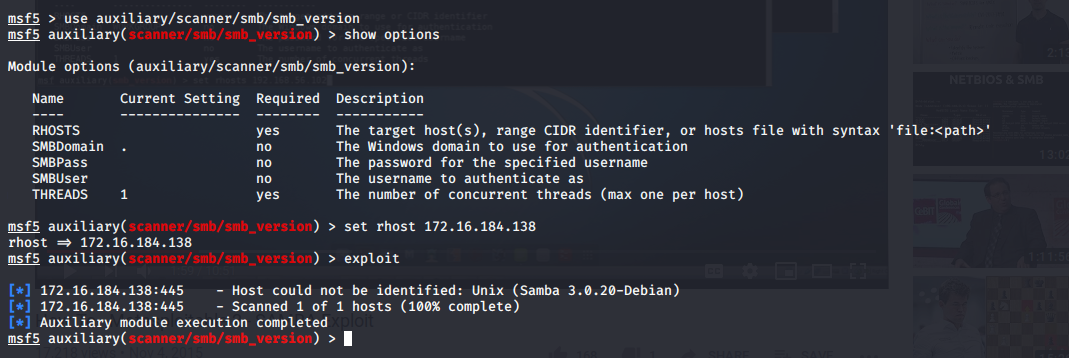 msf5 > use auxiliary/scanner/smb/smb_version
msf5 auxiliary(scanner/smb/smb_version) > show options
Module options (auxiliary/scanner/smb/smb_version):
Name Current Setting Required Description
---- --------------- -------- -----------
RHOSTS yes The target host(s), range CIDR identifier, or hosts file with syntax 'file:<path>'
SMBDomain . no The Windows domain to use for authentication
SMBPass no The password for the specified username
SMBUser no The username to authenticate as
THREADS 1 yes The number of concurrent threads (max one per host)
msf5 auxiliary(scanner/smb/smb_version) > set rhost 172.16.184.138
rhost ⇒ 172.16.184.138
msf5 auxiliary(scanner/smb/smb_version) > exploit
[*] 172.16.184.138:445 - Host could not be identified: Unix (Samba 3.0.20-Debian)
[*] 172.16.184.138:445 - Scanned 1 of 1 hosts (100% complete)
[*] Auxiliary module execution completed
msf5 auxiliary(scanner/smb/smb_version) >
NETBIOS & SMB